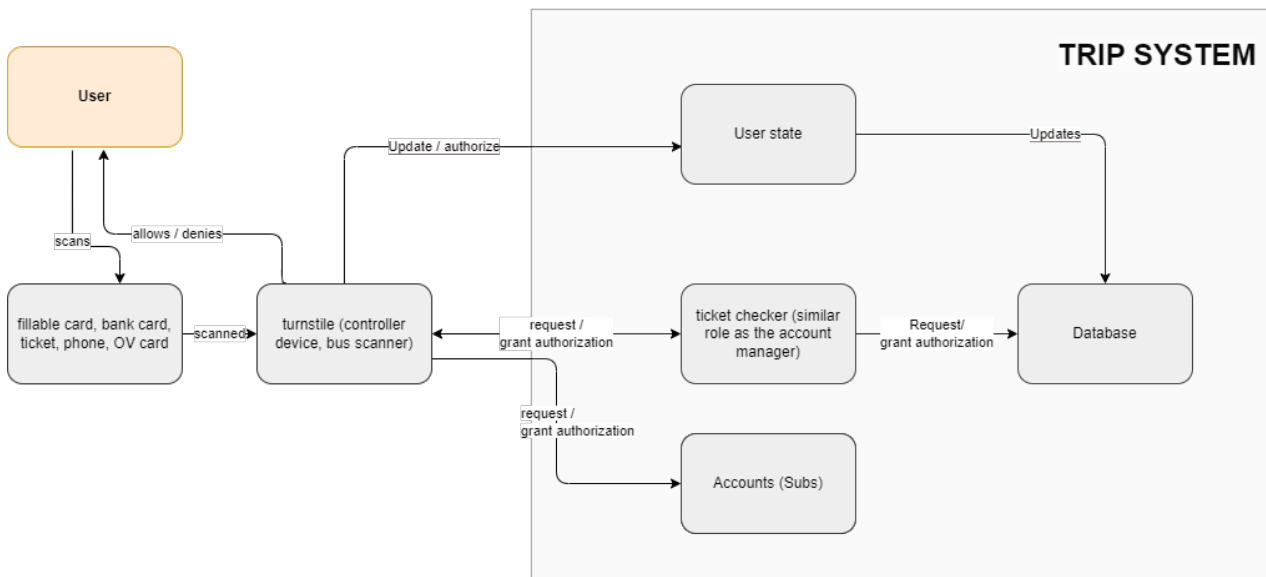 TRIP SYSTEM
User
User state
Update / authorize
Updates
allows / denies
scans
fillable card, bank card,
ticket, phone, OV card
scanned
turnstile (controller
device, bus scanner)
request /
grant authorization
ticket checker (similar
role as the account
manager)
Request/
grant authorization
Database
request /
grant authorization
Accounts (Subs)